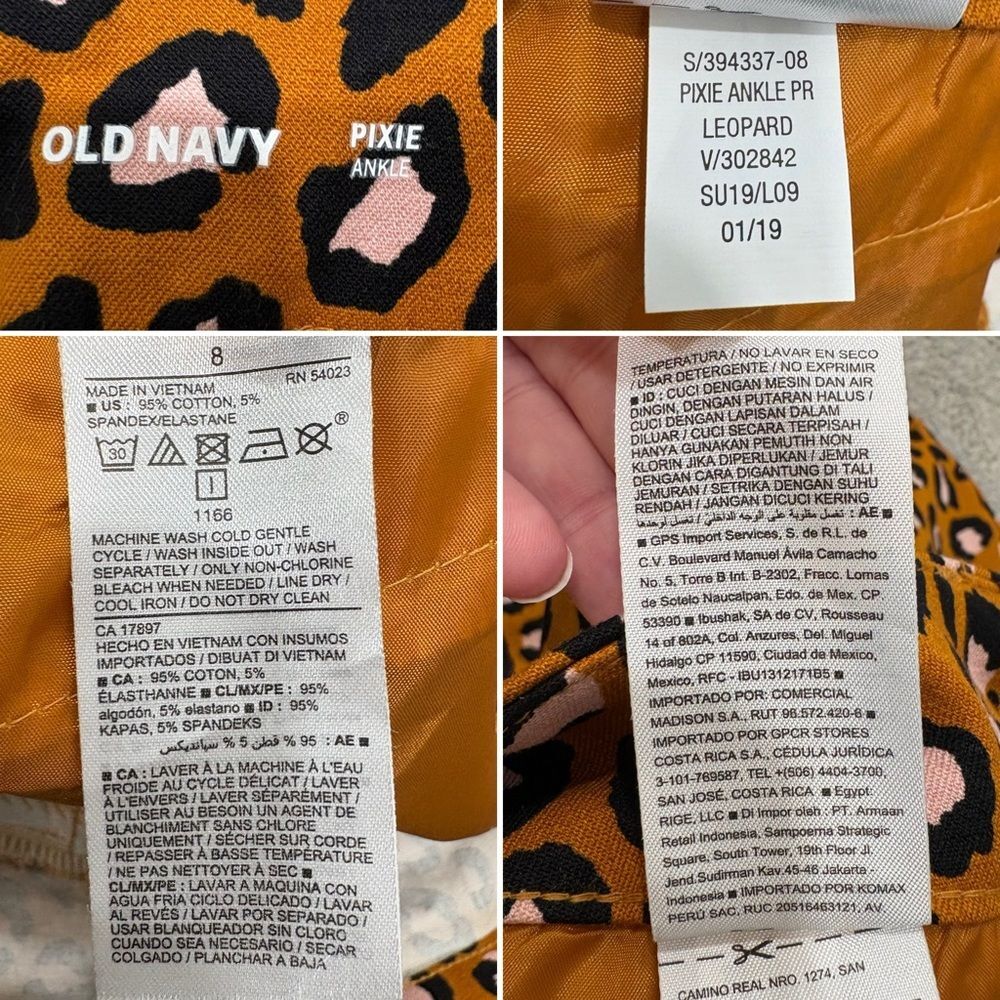 OLD NAVY
PIXIE
ANKLE
S/394337-08
PIXIE ANKLE PR
LEOPARD
V/302842
SU19/L09
01/19
8
MADE IN VIETNAM
RN 54023
■ US : 95% COTTON, 5%
SPANDEX/ELASTANE
30
®
I
1166
MACHINE WASH COLD GENTLE
CYCLE / WASH INSIDE OUT / WASH
SEPARATELY / ONLY NON-CHLORINE
BLEACH WHEN NEEDED / LINE DRY /
COOL IRON / DO NOT DRY CLEAN
CA 17897
HECHO EN VIETNAM CON INSUMOS
IMPORTADOS / DIBUAT DI VIETNAM
■ CA : 95% COTON, 5%
ÉLASTHANNE ■ CL/MX/PE : 95%
algodón, 5% elastano ■ ID : 95%
KAPAS, 5% SPANDEKS
■ AE : 95 % قطن 5 % سباندیكس
■ CA : LAVER À LA MACHINE À L'EAU
FROIDE AU CYCLE DÉLICAT / LAVER
À L'ENVERS / LAVER SÉPARÉMENT /
UTILISER AU BESOIN UN AGENT DE
BLANCHIMENT SANS CHLORE
UNIQUEMENT / SÉCHER SUR CORDE
/ REPASSER À BASSE TEMPÉRATURE
/ NE PAS NETTOYER À SEC ■
CL/MX/PE : LAVAR A MAQUINA CON
AGUA FRIA CICLO DELICADO / LAVAR
AL REVÉS / LAVAR POR SEPARADO /
USAR BLANQUEADOR SIN CLORO
CUANDO SEA NECESARIO / SECAR
COLGADO / PLANCHAR A BAJA
TEMPERATURA / NO LAVAR EN SECO
/ USAR DETERGENTE / NO EXPRIMIR
■ ID : CUCI DENGAN MESIN DAN AIR
DINGIN, DENGAN PUTARAN HALUS /
CUCI DENGAN LAPISAN DALAM
DILUAR / CUCI SECARA TERPISAH /
HANYA GUNAKAN PEMUTIH NON
KLORIN JIKA DIPERLUKAN / JEMUR
DENGAN CARA DIGANTUNG DI TALI
JEMURAN / SETRIKA DENGAN SUHU
RENDAH / JANGAN DICUCI KERING
■ AE : تغسل مقلوبة على الوجه الداخلي / تغسل لوحدها
■ GPS Import Services, S. de R.L. de
C.V. Boulevard Manuel Ávila Camacho
No. 5, Torre B Int. B-2302, Fracc. Lomas
de Sotelo Naucalpan, Edo. de Mex. CP.
53390 ■ Ibushak, SA de CV, Rousseau
14 of 802A, Col. Anzures, Del. Miguel
Hidalgo CP 11590, Ciudad de Mexico,
Mexico, RFC - IBU1312171B5 ■
IMPORTADO POR: COMERCIAL
MADISON S.A., RUT 96.572.420-6 ■
IMPORTADO POR GPCR STORES
COSTA RICA S.A., CÉDULA JURÍDICA
3-101-769587, TEL +(506) 4404-3700,
SAN JOSÉ, COSTA RICA ■ Egypt.
RIGE, LLC ■ Di Impor oleh : PT. Armaan
Retail Indonesia, Sampoerna Strategic
Square, South Tower, 19th Floor Jl.
Jend.Sudirman Kav.45-46 Jakarta -
Indonesia ■ IMPORTADO POR KOMAX
PERÚ SAC, RUC 20516463121, AV.
CAMINO REAL NRO. 1274, SAN